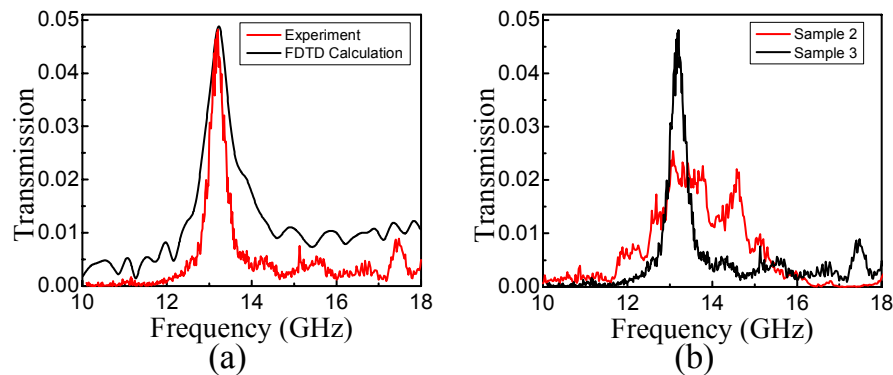 0.05
0.04
0.03
0.02
0.01
0.00
Transmission
Experiment
FDTD Calculation
10 12 14 16 18
Frequency (GHz)
(a)
0.05
0.04
0.03
0.02
0.01
0.00
Transmission
Sample 2
Sample 3
10 12 14 16 18
Frequency (GHz)
(b)